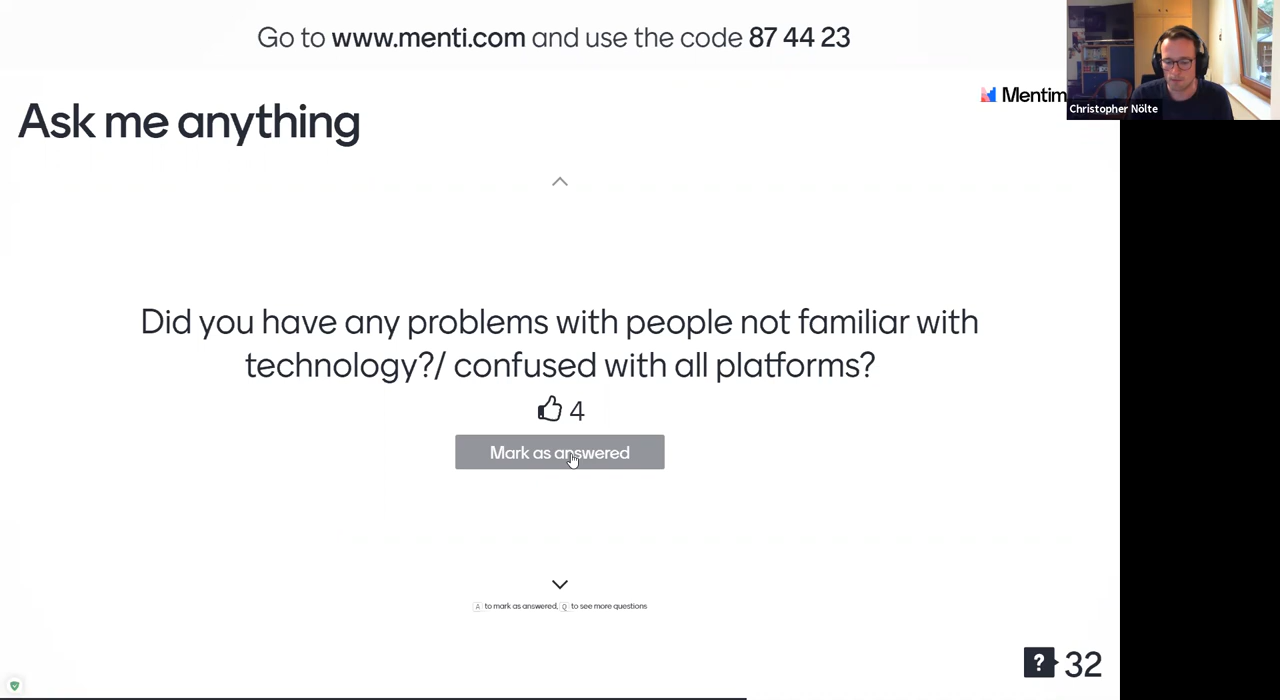 Go to www.menti.com and use the code 87 44 23
Mentim
Christopher Nölte
Ask me anything
Did you have any problems with people not familiar with
technology?/ confused with all platforms?
4
Mark as answered
A to mark as answered, Q to see more questions
? 32